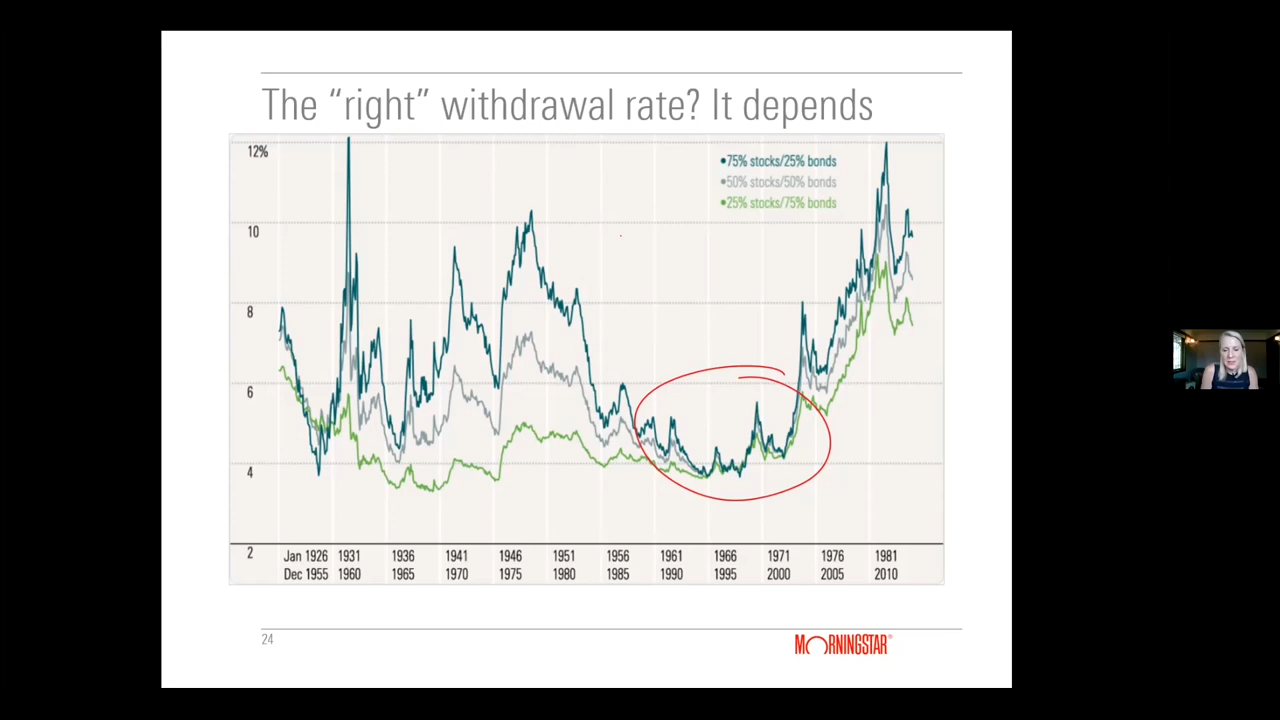 The “right” withdrawal rate? It depends
12%
•75% stocks/25% bonds
•50% stocks/50% bonds
•25% stocks/75% bonds
10
8
6
4
2
Jan 1926 1931 1936 1941 1946 1951 1956 1961 1966 1971 1976 1981
Dec 1955 1960 1965 1970 1975 1980 1985 1990 1995 2000 2005 2010
24
MORNINGSTAR®